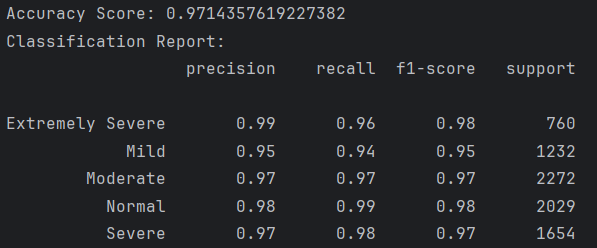 Accuracy Score: 0.9714357619227382
Classification Report:
precision recall f1-score support
Extremely Severe 0.99 0.96 0.98 760
Mild 0.95 0.94 0.95 1232
Moderate 0.97 0.97 0.97 2272
Normal 0.98 0.99 0.98 2029
Severe 0.97 0.98 0.97 1654